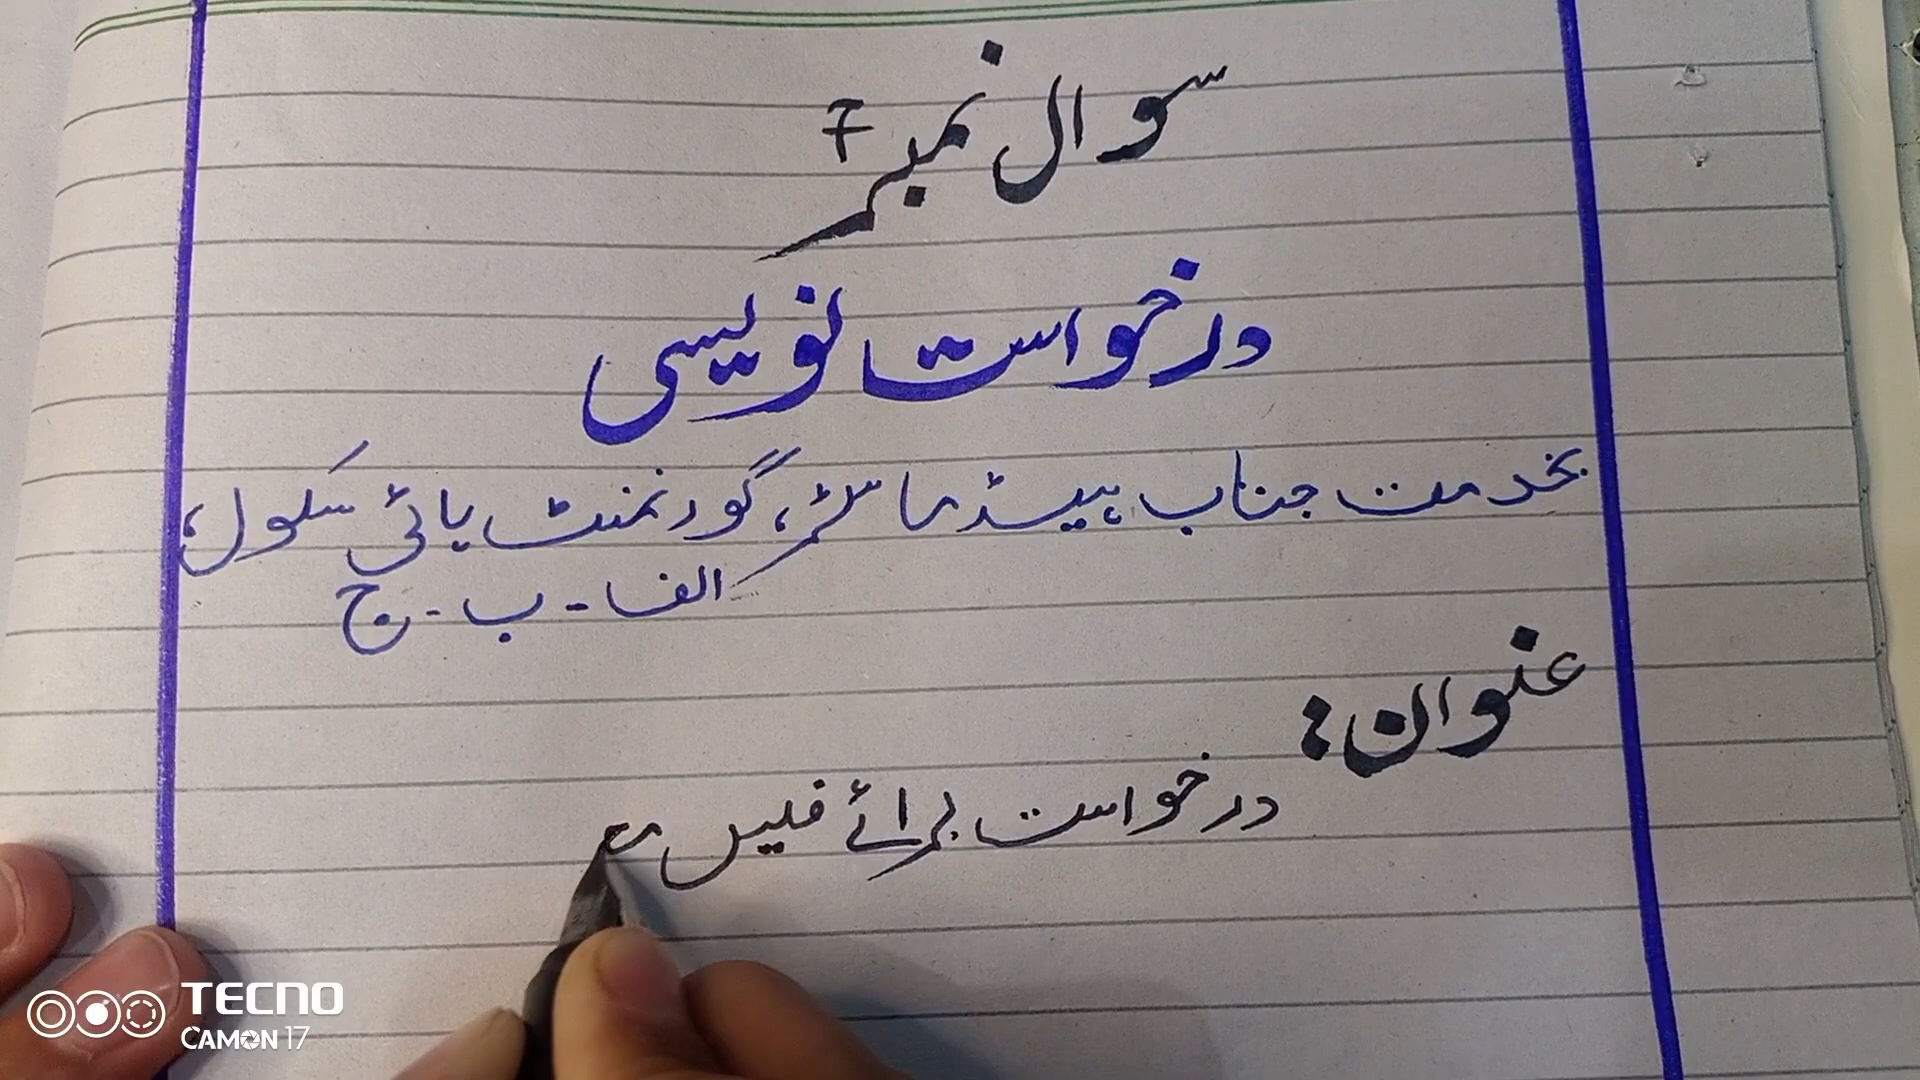 سوال نمبر 7
درخواست نویسی
بخدمت جناب ہیڈ ماسٹر، گورنمنٹ ہائی سکول،
الف - ب - ج
عنوان:
درخواست برائے فیس
TECNO
CAMON 17